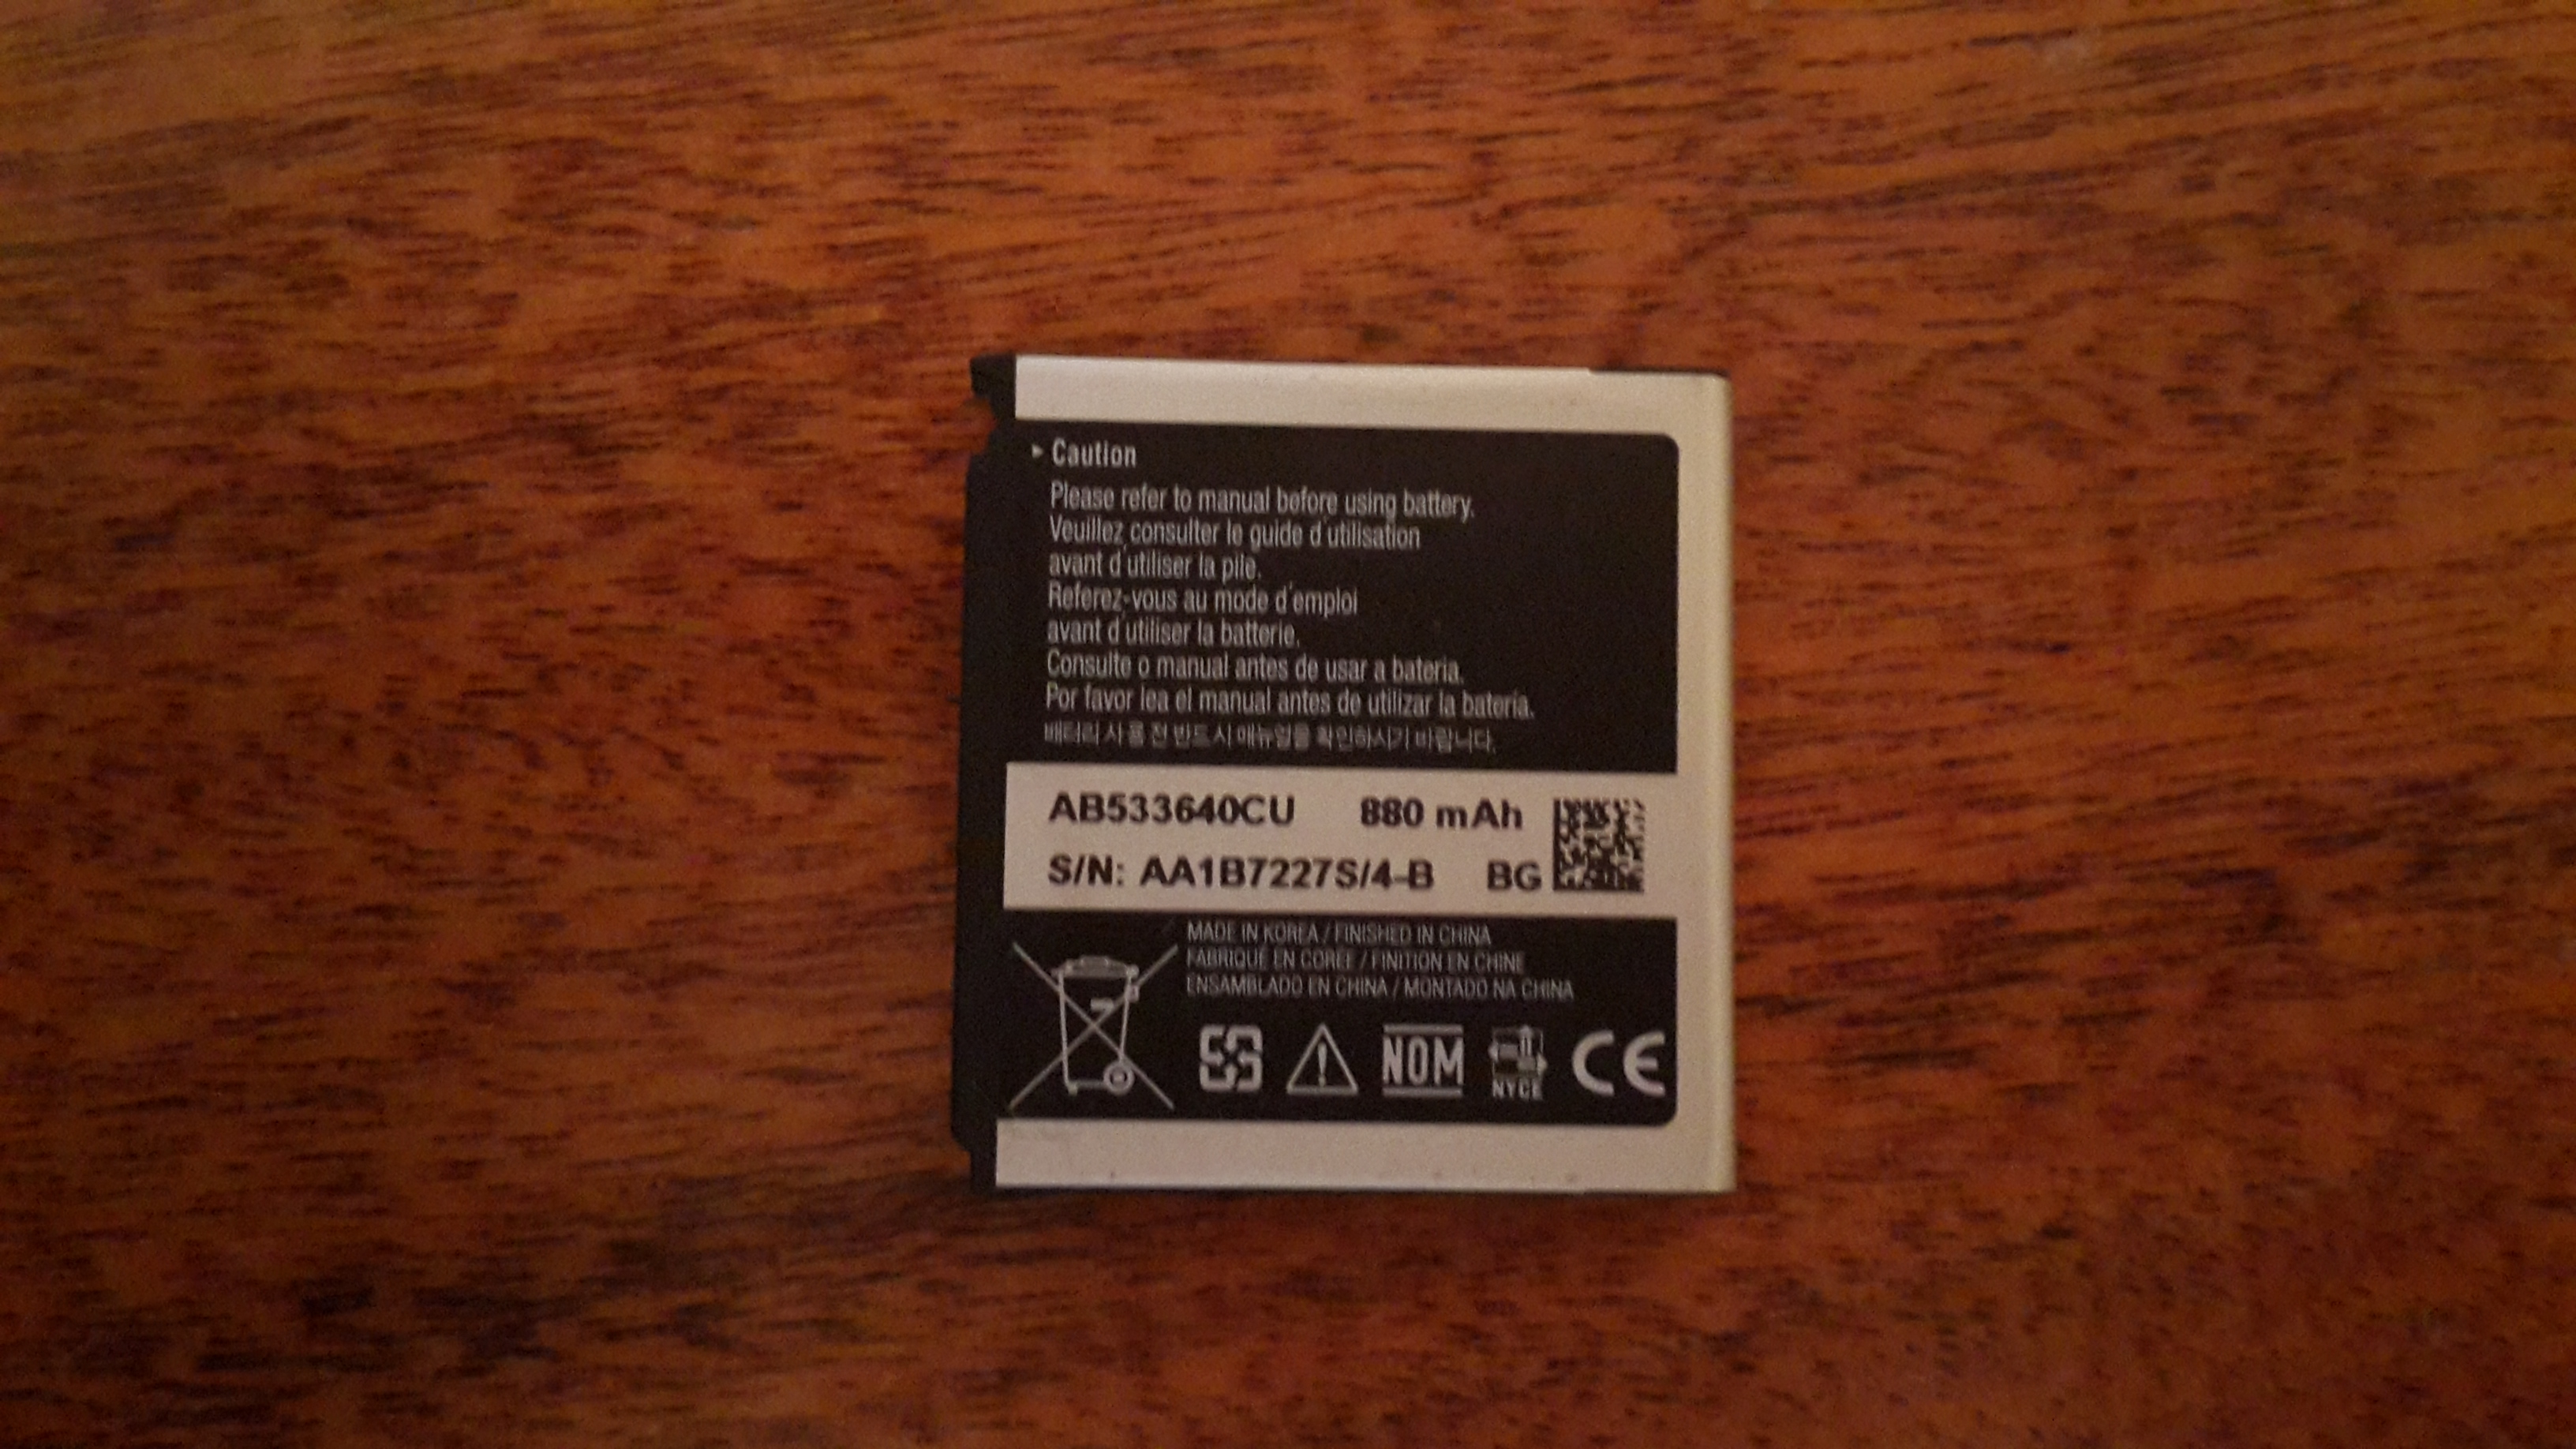 Caution
Please refer to manual before using battery.
Veuillez consulter le guide d'utilisation
avant d'utiliser la pile.
Referez-vous au mode d'emploi
avant d'utiliser la batterie.
Consulte o manual antes de usar a bateria.
Por favor lea el manual antes de utilizar la batería.
배터리 사용 전 반드시 매뉴얼을 확인하시기 바랍니다.
AB533640CU 880 mAh
S/N: AA1B7227S/4-B BG
MADE IN KOREA / FINISHED IN CHINA
FABRIQUÉ EN CORÉE / FINITION EN CHINE
ENSAMBLADO EN CHINA / MONTADO NA CHINA
NOM NYCE CE